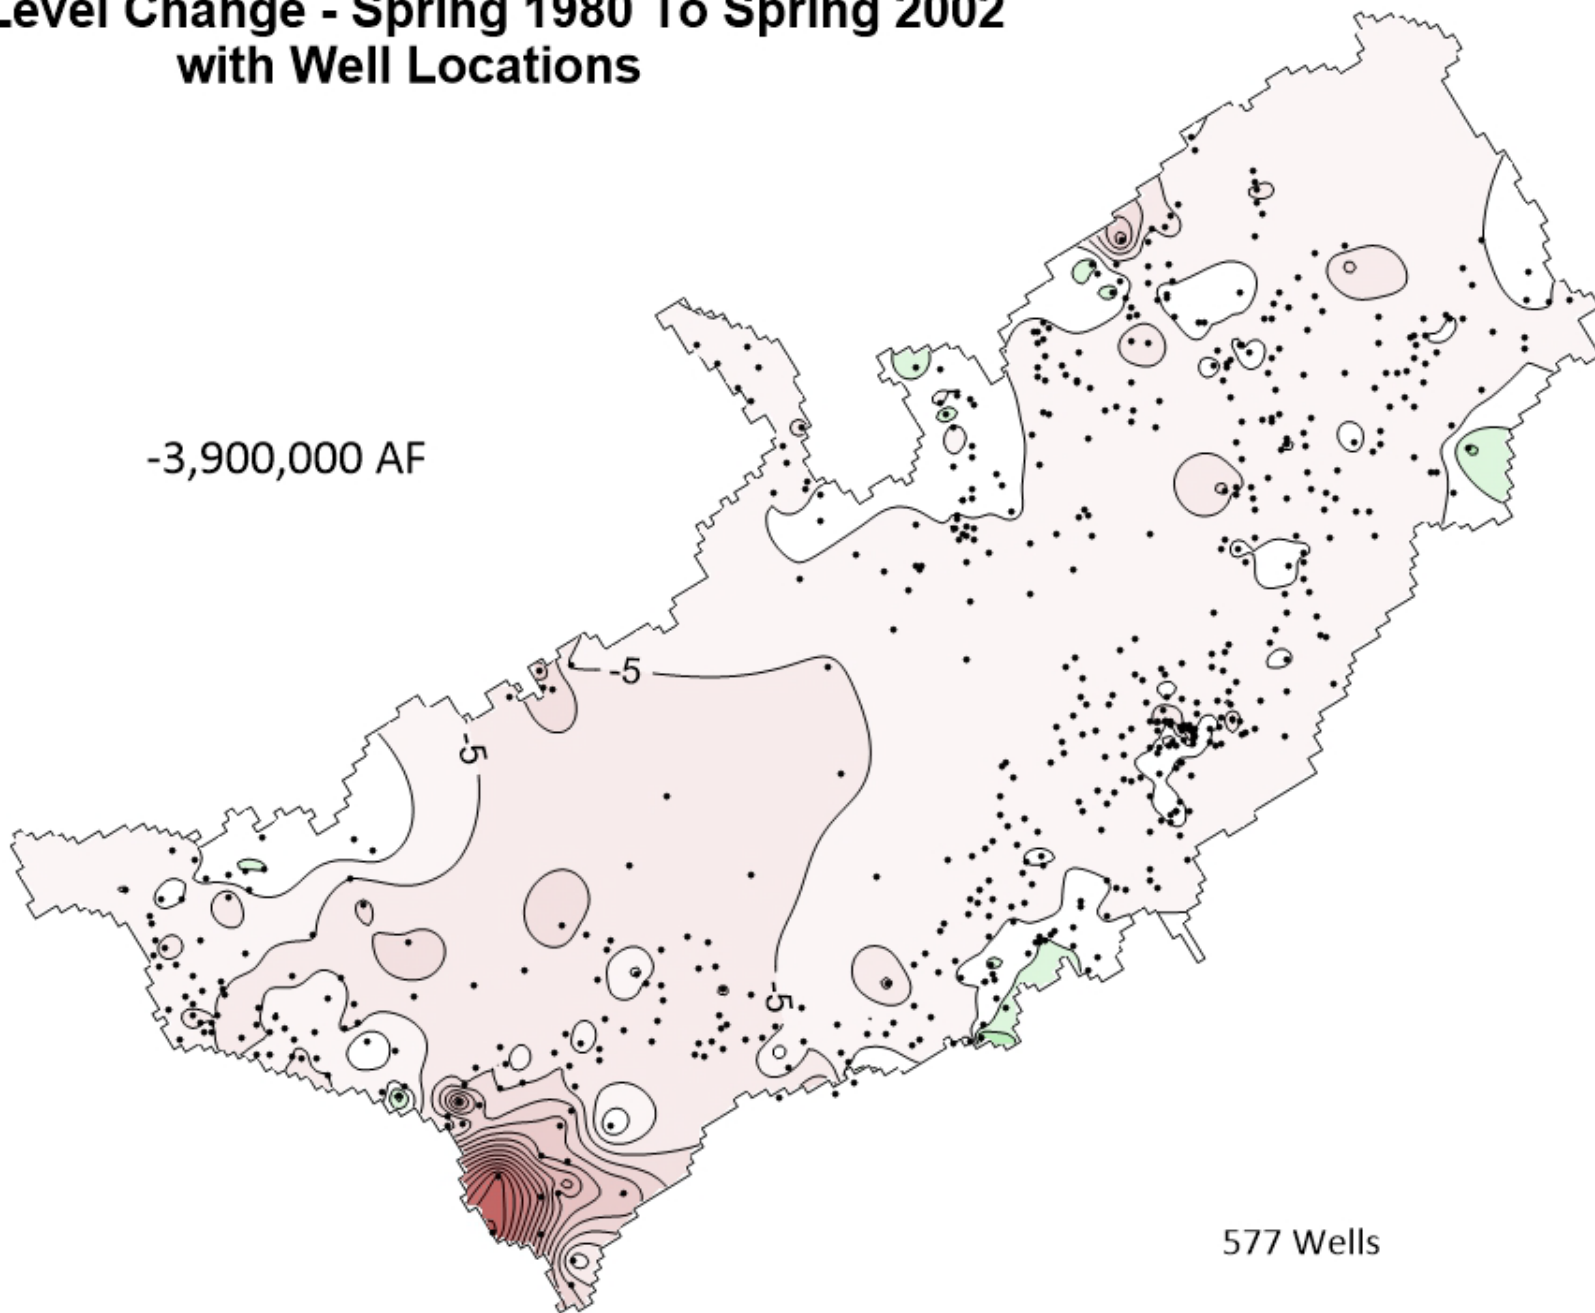 Level Change - Spring 1980 To Spring 2002
with Well Locations
-3,900,000 AF
-5
-5
-5
577 Wells